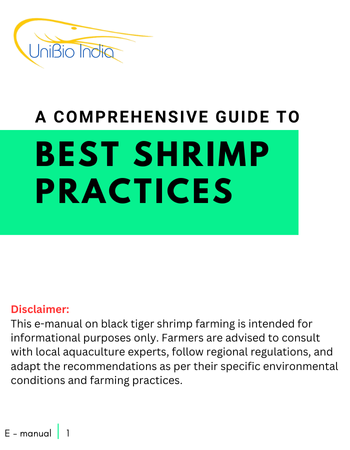 UniBio India
A COMPREHENSIVE GUIDE TO
BEST SHRIMP
PRACTICES
Disclaimer:
This e-manual on black tiger shrimp farming is intended for
informational purposes only. Farmers are advised to consult
with local aquaculture experts, follow regional regulations, and
adapt the recommendations as per their specific environmental
conditions and farming practices.
E - manual 1